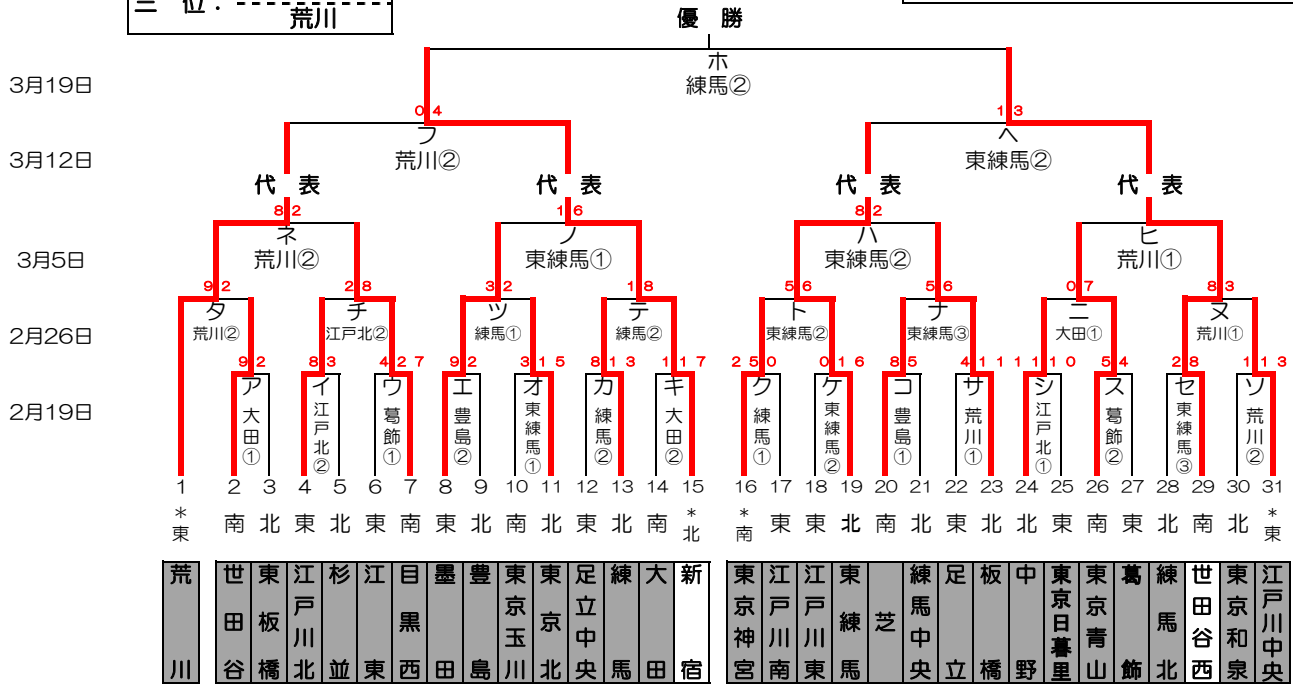 三 位：
荒川
優 勝
ホ
練馬②
3月19日
0 4
1 3
フ
荒川②
ヘ
東練馬②
3月12日
代 表
代 表
代 表
代 表
8 2
1 6
8 2
ネ
荒川②
ノ
東練馬①
ハ
東練馬②
ヒ
荒川①
3月5日
9 2
2 8
3 2
1 8
5 6
5 6
0 7
8 3
タ
荒川②
チ
江戸北②
ツ
練馬①
テ
練馬②
ト
東練馬②
ナ
東練馬③
ニ
大田①
ヌ
荒川①
2月26日
9 2
8 3
4 2 7
9 2
3 1 5
8 1 3
1 1 7
2 5 0
0 1 6
8 5
4 1 1
1 1 1 0
5 4
2 8
1 1 3
ア
大田①
イ
江戸北②
ウ
葛飾①
エ
豊島②
オ
東練馬①
カ
練馬②
キ
大田②
ク
練馬①
ケ
東練馬②
コ
豊島①
サ
荒川①
シ
江戸北①
ス
葛飾②
セ
東練馬③
ソ
荒川②
2月19日
1 2 3 4 5 6 7 8 9 10 11 12 13 14 15 16 17 18 19 20 21 22 23 24 25 26 27 28 29 30 31
*東 南 北 東 北 東 南 東 北 南 北 東 北 南 *北 *南 東 東 北 南 北 東 北 北 東 南 東 北 南 北 *東
荒川
世田谷
東板橋
江戸川北
杉並
江東
目黒西
墨田
豊島
東京玉川
東京北
足立中央
練馬
大田
新宿
東京神宮
江戸川南
江戸川東
東練馬
芝
練馬中央
足立
板橋
中野
東京日暮里
東京青山
葛飾
練馬北
世田谷西
東京和泉
江戸川中央